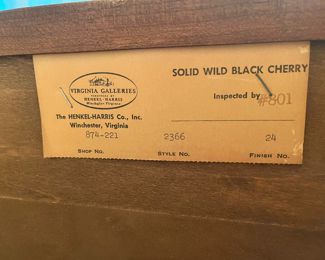 VIRGINIA GALLERIES
HENKEL-HARRIS
Winchester, Virginia
SOLID WILD BLACK CHERRY
Inspected by #801
The HENKEL-HARRIS Co., Inc.
Winchester, Virginia
874-221 2366 24
SHOP NO. STYLE NO. FINISH NO.